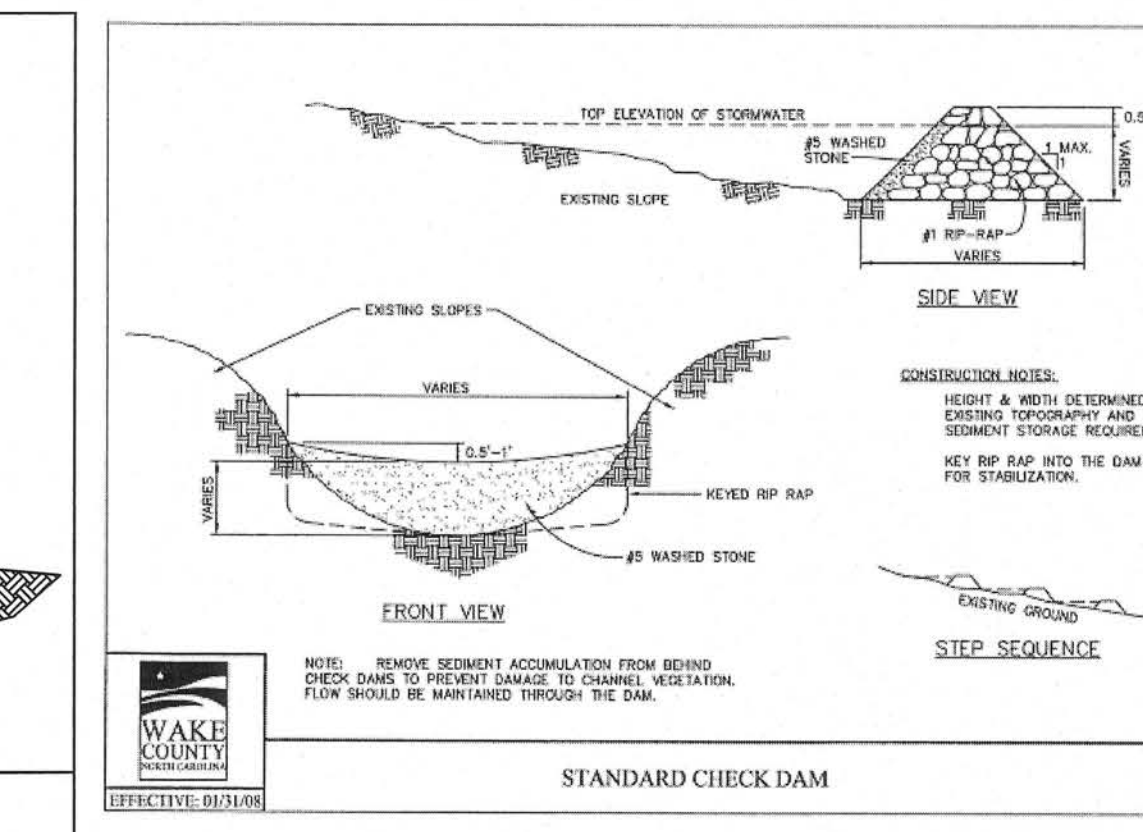 TOP ELEVATION OF STORMWATER
#5 WASHED
STONE
0.5
1 MAX.
1
VARIES
EXISTING SLOPE
#1 RIP-RAP
VARIES
SIDE VIEW
EXISTING SLOPES
VARIES
0.5'-1'
VARIES
KEYED RIP RAP
#5 WASHED STONE
FRONT VIEW
CONSTRUCTION NOTES:
HEIGHT & WIDTH DETERMINED
EXISTING TOPOGRAPHY AND
SEDIMENT STORAGE REQUIRE
KEY RIP RAP INTO THE DAM
FOR STABILIZATION.
EXISTING GROUND
STEP SEQUENCE
NOTE: REMOVE SEDIMENT ACCUMULATION FROM BEHIND
CHECK DAMS TO PREVENT DAMAGE TO CHANNEL VEGETATION.
FLOW SHOULD BE MAINTAINED THROUGH THE DAM.
WAKE
COUNTY
NORTH CAROLINA
EFFECTIVE: 01/31/08
STANDARD CHECK DAM